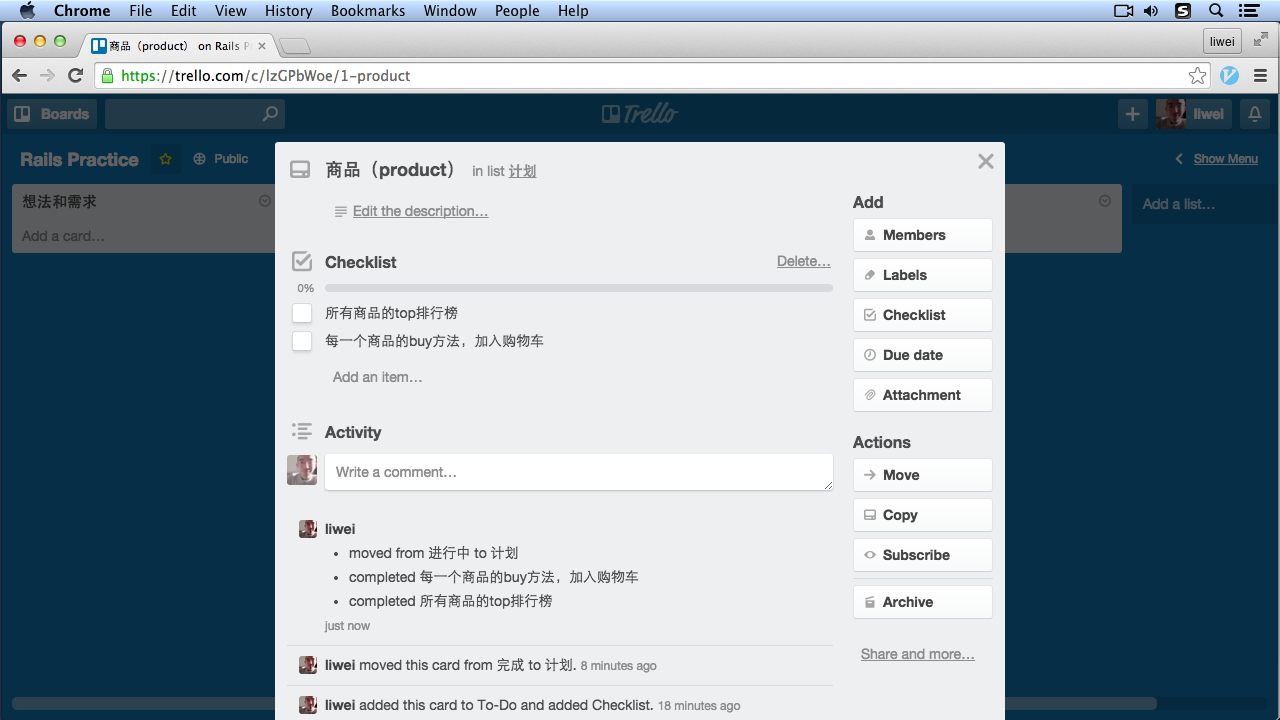 Chrome File Edit View History Bookmarks Window People Help
商品（product） on Rails P
liwei
https://trello.com/c/IzGPbWoe/1-product
Boards
Trello
liwei
Rails Practice
Public
Show Menu
想法和需求
Add a card…
Add a list…
商品（product） in list 计划
Edit the description…
Checklist
Delete…
0%
所有商品的top排行榜
每一个商品的buy方法，加入购物车
Add an item…
Activity
Write a comment…
liwei
• moved from 进行中 to 计划
• completed 每一个商品的buy方法，加入购物车
• completed 所有商品的top排行榜
just now
liwei moved this card from 完成 to 计划. 8 minutes ago
liwei added this card to To-Do and added Checklist. 18 minutes ago
Add
Members
Labels
Checklist
Due date
Attachment
Actions
Move
Copy
Subscribe
Archive
Share and more…